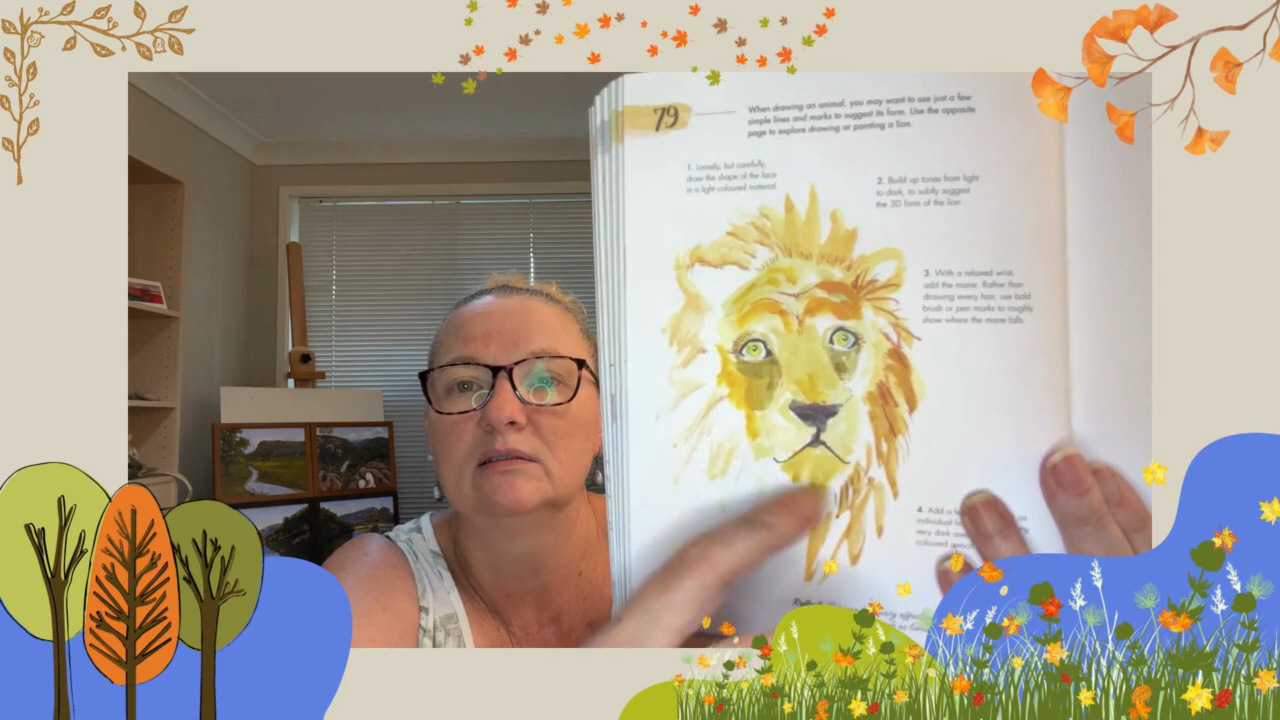 79
When drawing an animal, you may want to use just a few
simple lines and marks to suggest its form. Use the opposite
page to explore drawing or painting a lion.
1. Loosely, but carefully,
draw the shape of the face
in a light coloured material.
2. Build up tones from light
to dark, to subtly suggest
the 3D form of the lion.
3. With a relaxed wrist,
add the mane. Rather than
drawing every hair, use bold
brush or pen marks to roughly
show where the mane falls.
4. Add a
individual
very dark
coloured